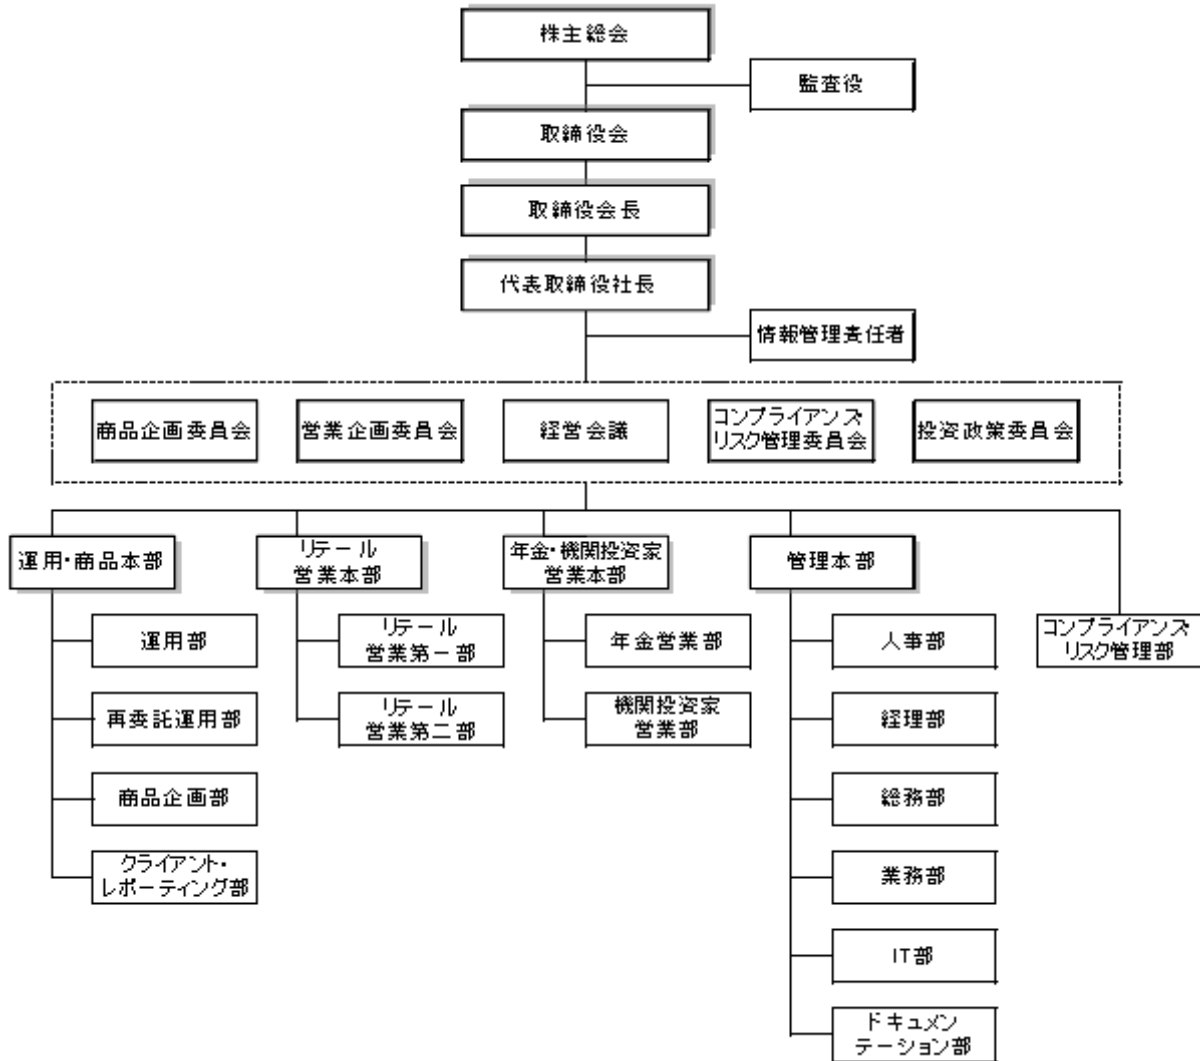 株主総会
監査役
取締役会
取締役会長
代表取締役社長
情報管理責任者
商品企画委員会
営業企画委員会
経営会議
コンプライアンス
リスク管理委員会
投資政策委員会
運用・商品本部
リテール
営業本部
年金・機関投資家
営業本部
管理本部
コンプライアンス
リスク管理部
運用部
再委託運用部
商品企画部
クライアント・
レポーティング部
リテール
営業第一部
リテール
営業第二部
年金営業部
機関投資家
営業部
人事部
経理部
総務部
業務部
IT部
ドキュメン
テーション部